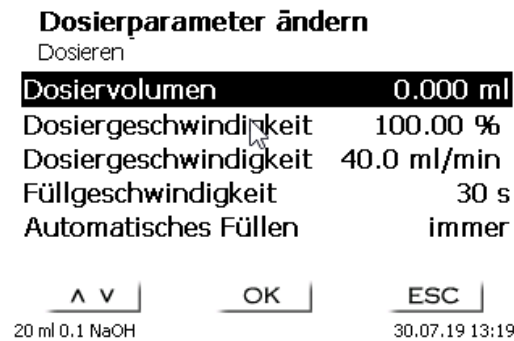 Dosierparameter ändern
Dosieren
Dosiervolumen 0.000 ml
Dosiergeschwindigkeit 100.00 %
Dosiergeschwindigkeit 40.0 ml/min
Füllgeschwindigkeit 30 s
Automatisches Füllen immer
∧ ∨ OK ESC
20 ml 0.1 NaOH 30.07.19 13:19